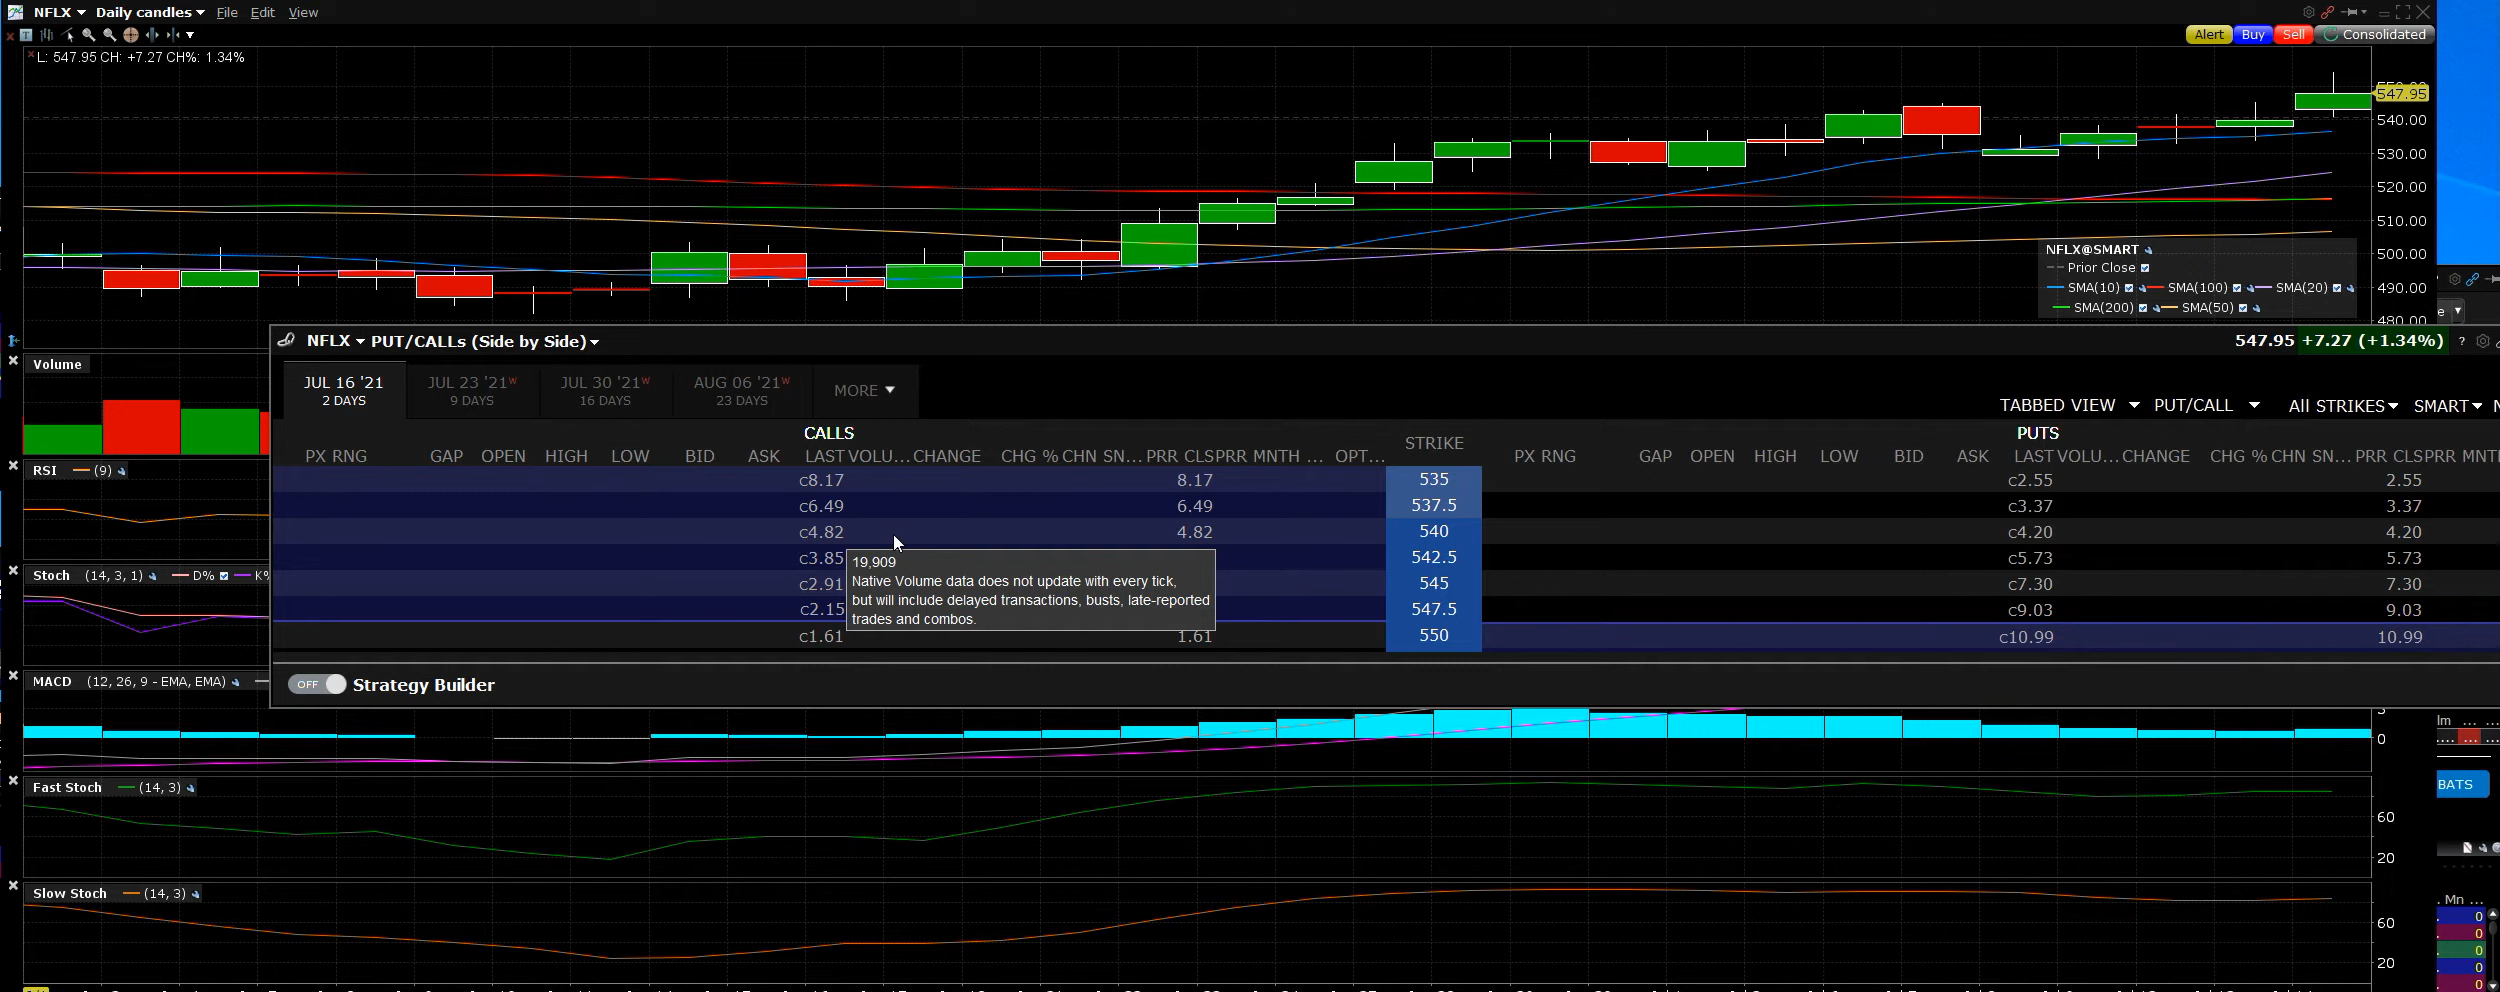 NFLX Daily candles File Edit View
Alert Buy Sell Consolidated
L: 547.95 CH: +7.27 CH%: 1.34%
547.95
540.00
530.00
520.00
510.00
500.00
490.00
480.00
NFLX@SMART
Prior Close
SMA(10) SMA(100) SMA(20)
SMA(200) SMA(50)
NFLX PUT/CALLs (Side by Side) 547.95 +7.27 (+1.34%) ?
Volume
JUL 16 '21 JUL 23 '21W JUL 30 '21W AUG 06 '21W MORE
2 DAYS 9 DAYS 16 DAYS 23 DAYS
TABBED VIEW PUT/CALL All STRIKES SMART
CALLS STRIKE PUTS
PX RNG GAP OPEN HIGH LOW BID ASK LAST VOLU... CHANGE CHG % CHN SN... PRR CLS PRR MNTH ... OPT... PX RNG GAP OPEN HIGH LOW BID ASK LAST VOLU... CHANGE CHG % CHN SN... PRR CLS PRR MNT
RSI (9)
c8.17 8.17 535 c2.55 2.55
c6.49 6.49 537.5 c3.37 3.37
c4.82 4.82 540 c4.20 4.20
c3.85 542.5 c5.73 5.73
c2.91 545 c7.30 7.30
c2.15 547.5 c9.03 9.03
c1.61 1.61 550 c10.99 10.99
19,909
Native Volume data does not update with every tick,
but will include delayed transactions, busts, late-reported
trades and combos.
Stoch (14, 3, 1) D% K%
OFF Strategy Builder
MACD (12, 26, 9 - EMA, EMA)
0
Im ... ...
BATS
Fast Stoch (14, 3)
60
20
Slow Stoch (14, 3)
60
20
. Mn ...
0
0
0
0
0